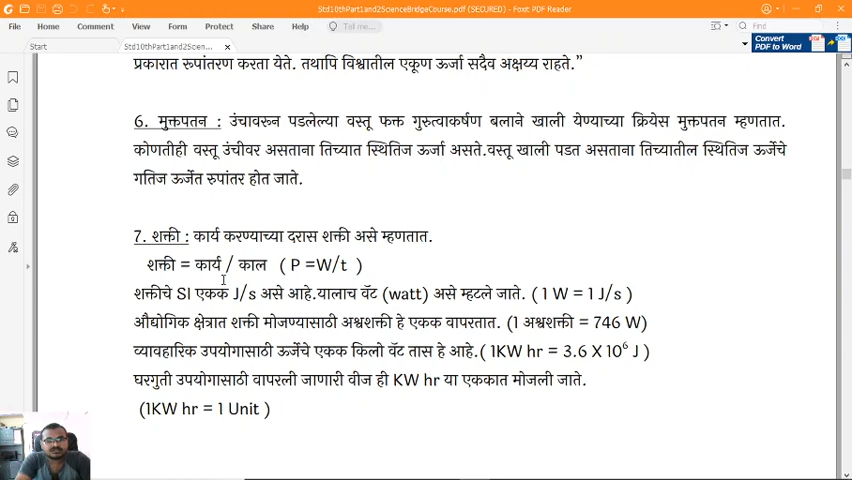 Std10thPart1and2ScienceBridgeCourse.pdf (SECURED) - Foxit PDF Reader
File Home Comment View Form Protect Share Help Tell me... Find
Start Std10thPart1and2Scienc... Convert PDF to Word
प्रकारात रूपांतरण करता येते. तथापि विश्वातील एकूण ऊर्जा सदैव अक्षय्य राहते.”
6. मुक्तपतन : उंचावरून पडलेल्या वस्तू फक्त गुरुत्वाकर्षण बलाने खाली येण्याच्या क्रियेस मुक्तपतन म्हणतात.
कोणतीही वस्तू उंचीवर असताना तिच्यात स्थितिज ऊर्जा असते.वस्तू खाली पडत असताना तिच्यातील स्थितिज ऊर्जेचे
गतिज ऊर्जेत रुपांतर होत जाते.
7. शक्ती : कार्य करण्याच्या दरास शक्ती असे म्हणतात.
शक्ती = कार्य / काल ( P =W/t )
शक्तीचे SI एकक J/s असे आहे.यालाच वॅट (watt) असे म्हटले जाते. ( 1 W = 1 J/s )
औद्योगिक क्षेत्रात शक्ती मोजण्यासाठी अश्वशक्ती हे एकक वापरतात. (1 अश्वशक्ती = 746 W)
व्यावहारिक उपयोगासाठी ऊर्जेचे एकक किलो वॅट तास हे आहे.( 1KW hr = 3.6 X 10⁶ J )
घरगुती उपयोगासाठी वापरली जाणारी वीज ही KW hr या एककात मोजली जाते.
(1KW hr = 1 Unit )